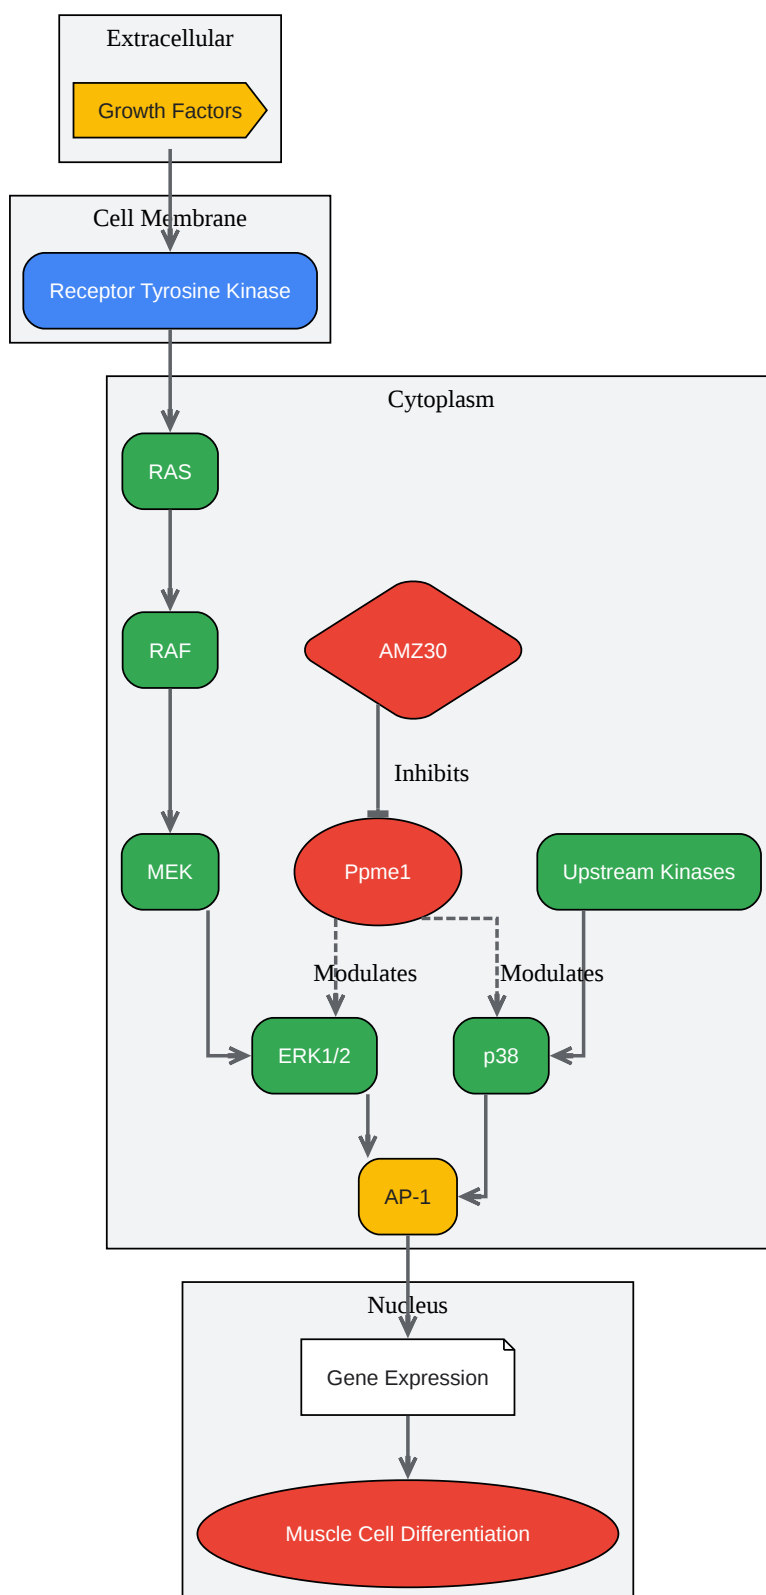 Extracellular
Growth Factors
Cell Membrane
Receptor Tyrosine Kinase
Cytoplasm
RAS
RAF
AMZ30
Inhibits
MEK
Ppme1
Upstream Kinases
Modulates
Modulates
ERK1/2
p38
AP-1
Nucleus
Gene Expression
Muscle Cell Differentiation